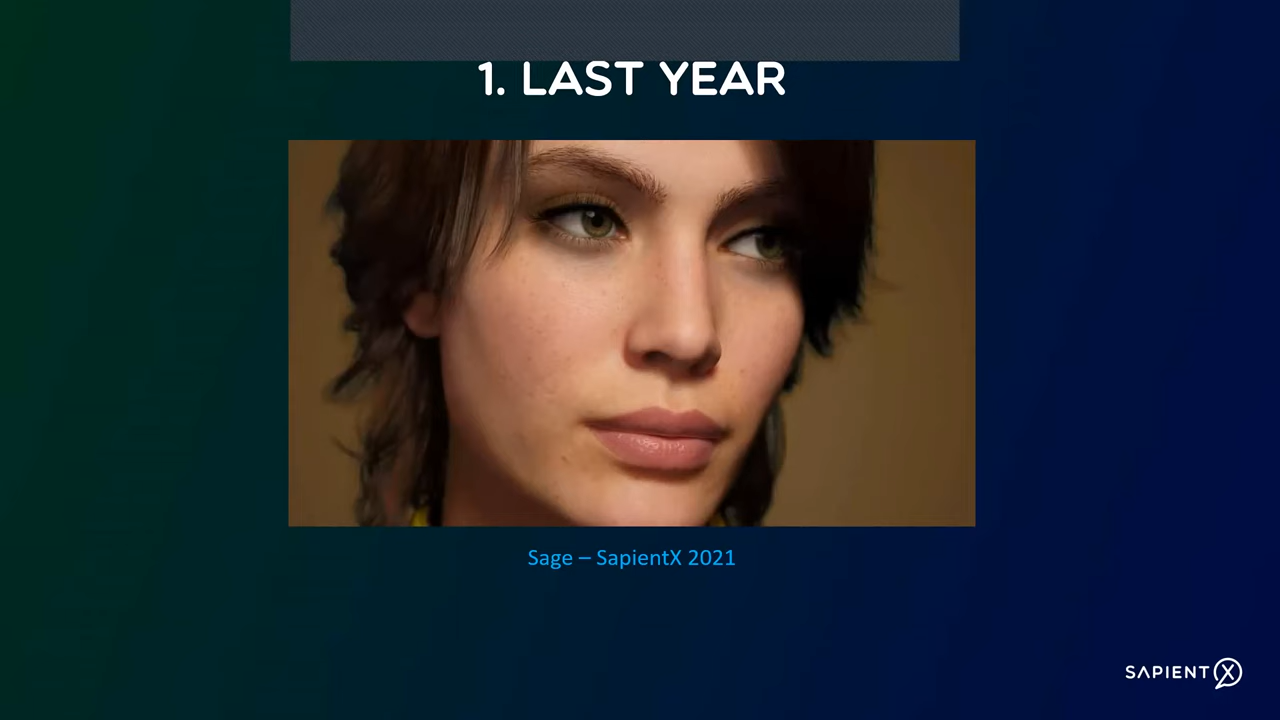 1. LAST YEAR
Sage – SapientX 2021
SAPIENT X